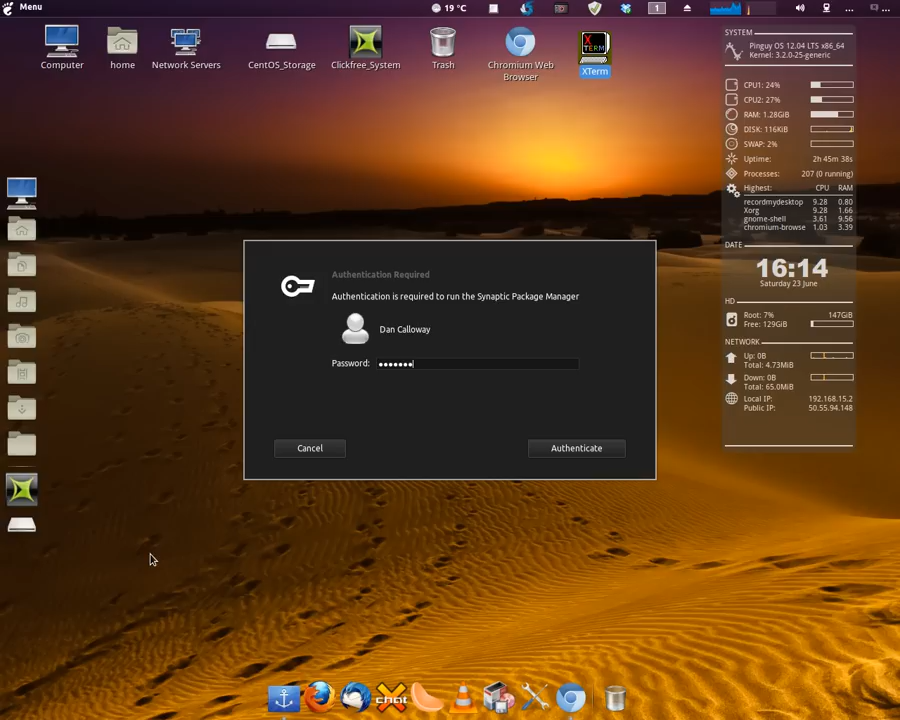 Menu
19 °C
1
...
...
Computer
home
Network Servers
CentOS_Storage
Clickfree_System
Trash
Chromium Web
Browser
X
TERM
XTerm
SYSTEM
Pinguy OS 12.04 LTS x86_64
Kernel: 3.2.0-25-generic
CPU1: 24%
CPU2: 27%
RAM: 1.28GiB
DISK: 116KiB
SWAP: 2%
Uptime: 2h 45m 38s
Processes: 207 (0 running)
Highest: CPU RAM
recordmydesktop 9.28 0.80
Xorg 9.28 1.66
gnome-shell 3.61 9.56
chromium-browse 1.03 3.39
DATE
16:14
Saturday 23 June
HD
Root: 7% 147GiB
Free: 129GiB
NETWORK
Up: 0B
Total: 4.73MiB
Down: 0B
Total: 65.0MiB
Local IP: 192.168.15.2
Public IP: 50.55.94.148
Authentication Required
Authentication is required to run the Synaptic Package Manager
Dan Calloway
Password: •••••••
Cancel
Authenticate
chat